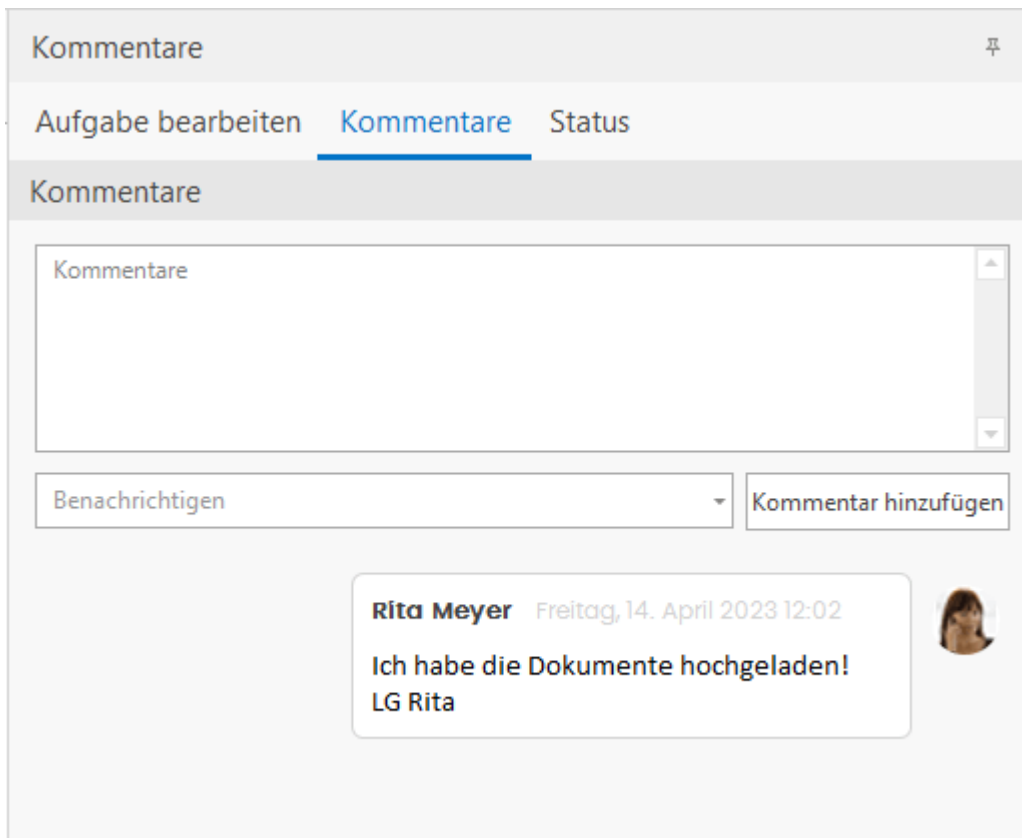 Kommentare
Aufgabe bearbeiten Kommentare Status
Kommentare
Kommentare
Benachrichtigen Kommentar hinzufügen
Rita Meyer Freitag, 14. April 2023 12:02
Ich habe die Dokumente hochgeladen!
LG Rita